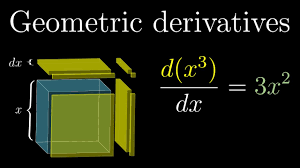 Geometric derivatives
dx
x
d(x³)/dx = 3x²